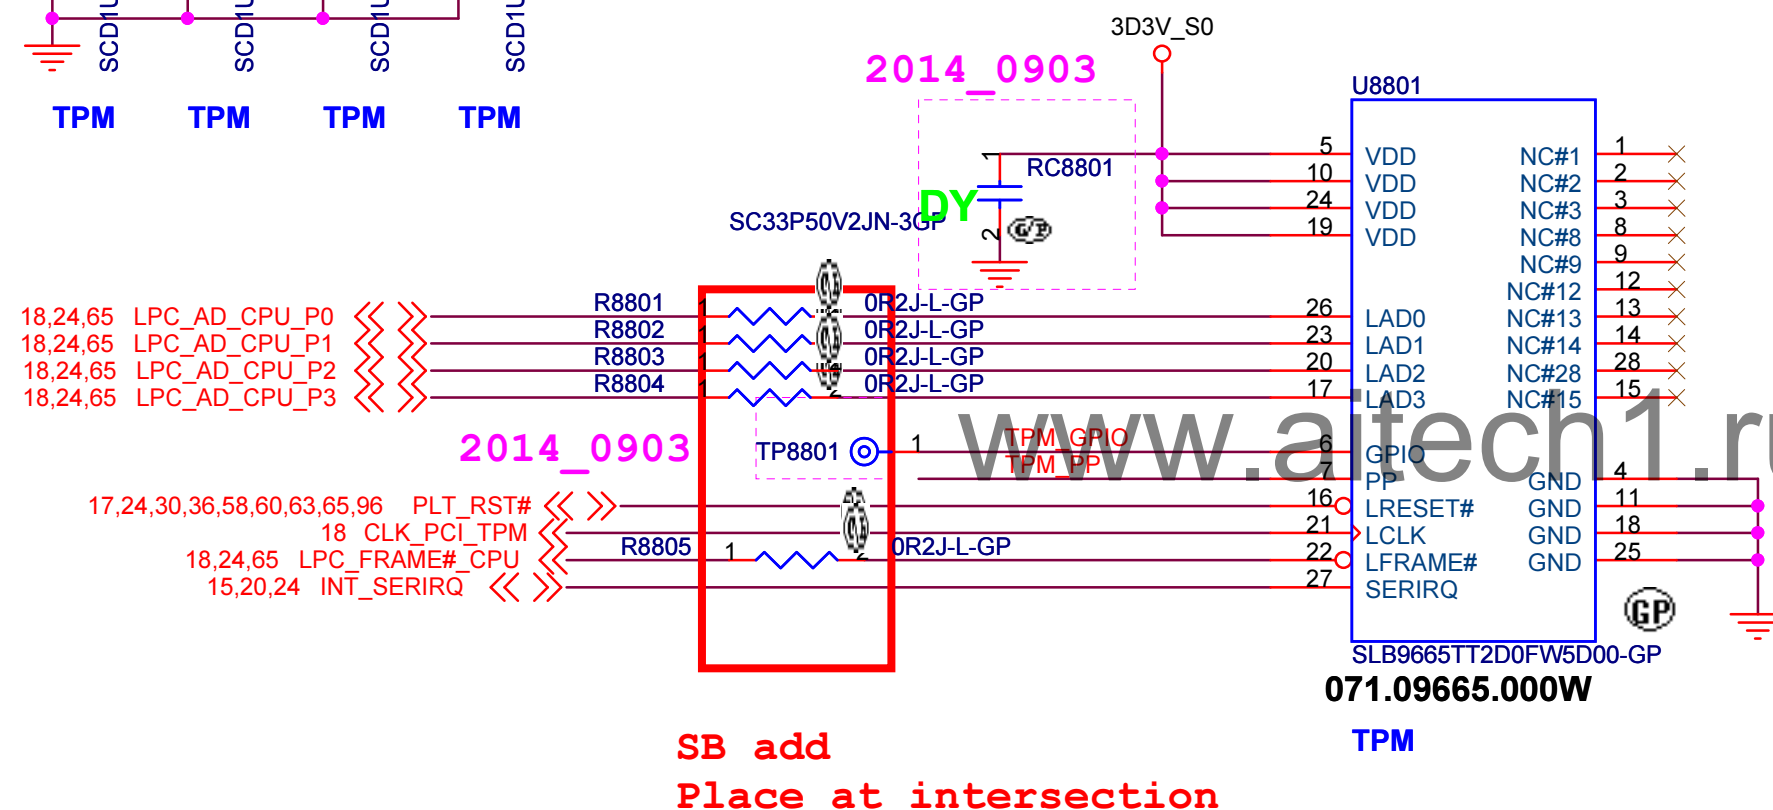 SCD1U
SCD1U
SCD1U
SCD1U
TPM
TPM
TPM
TPM
3D3V_S0
2014_0903
U8801
1
RC8801
DY
SC33P50V2JN-3GP
2
G/P
5 VDD NC#1 1
10 VDD NC#2 2
24 VDD NC#3 3
19 VDD NC#8 8
NC#9 9
NC#12 12
18,24,65 LPC_AD_CPU_P0 R8801 1 0R2J-L-GP 26 LAD0 NC#13 13
18,24,65 LPC_AD_CPU_P1 R8802 1 0R2J-L-GP 23 LAD1 NC#14 14
18,24,65 LPC_AD_CPU_P2 R8803 1 0R2J-L-GP 20 LAD2 NC#28 28
18,24,65 LPC_AD_CPU_P3 R8804 1 2 0R2J-L-GP 17 LAD3 NC#15 15
www.aitech1.ru
2014_0903
TP8801 1 TPM_GPIO 6 GPIO
TPM_PP 7 PP GND 4
17,24,30,36,58,60,63,65,96 PLT_RST# 16 LRESET# GND 11
18 CLK_PCI_TPM 21 LCLK GND 18
18,24,65 LPC_FRAME#_CPU R8805 1 2 0R2J-L-GP 22 LFRAME# GND 25
15,20,24 INT_SERIRQ 27 SERIRQ
GP
SLB9665TT2D0FW5D00-GP
071.09665.000W
TPM
SB add
Place at intersection